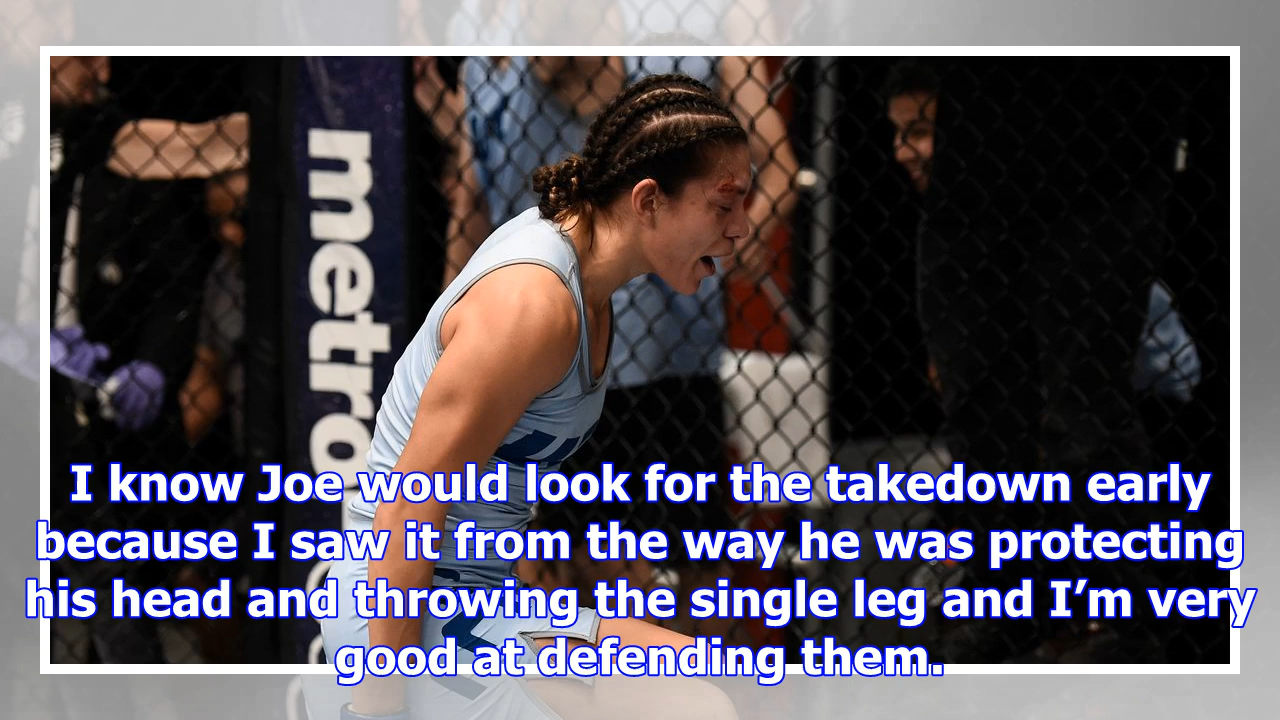 metro
I know Joe would look for the takedown early
because I saw it from the way he was protecting
his head and throwing the single leg and I’m very
good at defending them.